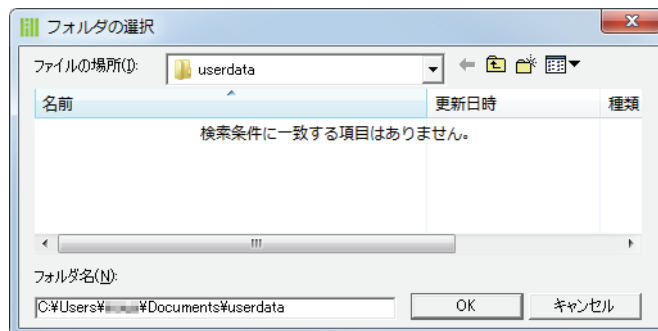 フォルダの選択
ファイルの場所(I):
userdata
名前 更新日時 種類
検索条件に一致する項目はありません。
フォルダ名(N):
C:¥Users¥ ¥Documents¥userdata
OK キャンセル